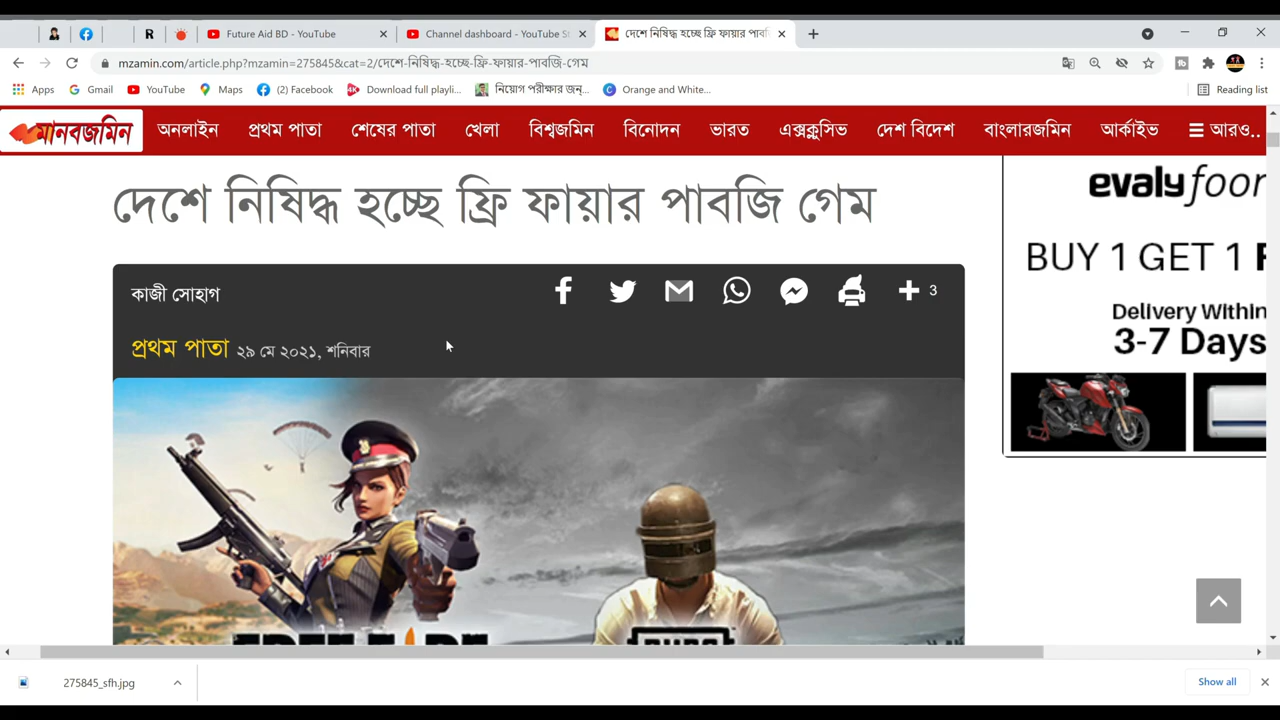 Future Aid BD - YouTube
Channel dashboard - YouTube St
দেশে নিষিদ্ধ হচ্ছে ফ্রি ফায়ার পাবজি
mzamin.com/article.php?mzamin=275845&cat=2/দেশে-নিষিদ্ধ-হচ্ছে-ফ্রি-ফায়ার-পাবজি-গেম
Apps
Gmail
YouTube
Maps
(2) Facebook
Download full playli...
নিয়োগ পরীক্ষার জন্...
Orange and White...
Reading list
মানবজমিন
অনলাইন
প্রথম পাতা
শেষের পাতা
খেলা
বিশ্বজমিন
বিনোদন
ভারত
এক্সক্লুসিভ
দেশ বিদেশ
বাংলারজমিন
আর্কাইভ
আরও..
দেশে নিষিদ্ধ হচ্ছে ফ্রি ফায়ার পাবজি গেম
কাজী সোহাগ
3
প্রথম পাতা ২৯ মে ২০২১, শনিবার
FREE FIRE
PUBG
evaly foor
BUY 1 GET 1 F
Delivery Within
3-7 Days
275845_sfh.jpg
Show all